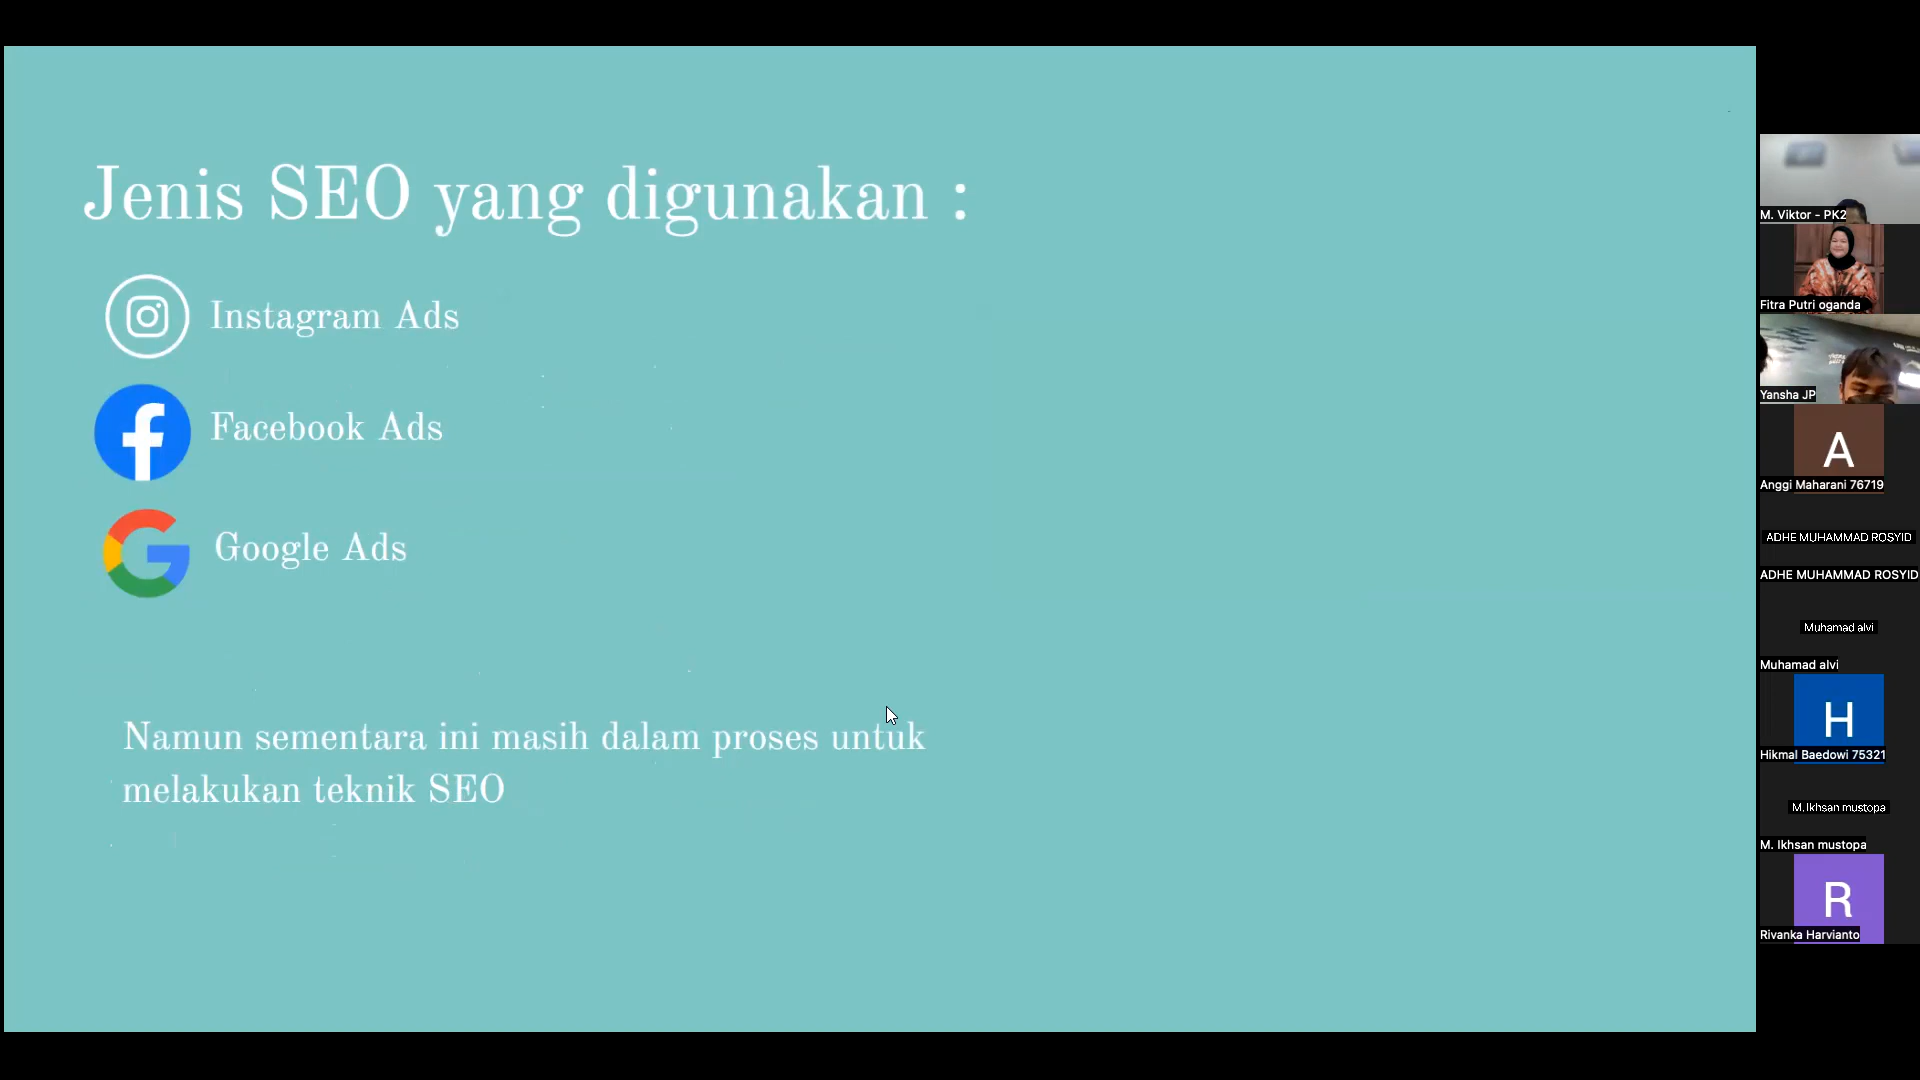 Jenis SEO yang digunakan :
Instagram Ads
Facebook Ads
Google Ads
Namun sementara ini masih dalam proses untuk
melakukan teknik SEO
M. Viktor - PK2
Fitra Putri oganda
Yansha JP
A
Anggi Maharani 76719
ADHE MUHAMMAD ROSYID
ADHE MUHAMMAD ROSYID
Muhamad alvi
Muhamad alvi
H
Hikmal Baedowi 75321
M. Ikhsan mustopa
M. Ikhsan mustopa
R
Rivanka Harvianto